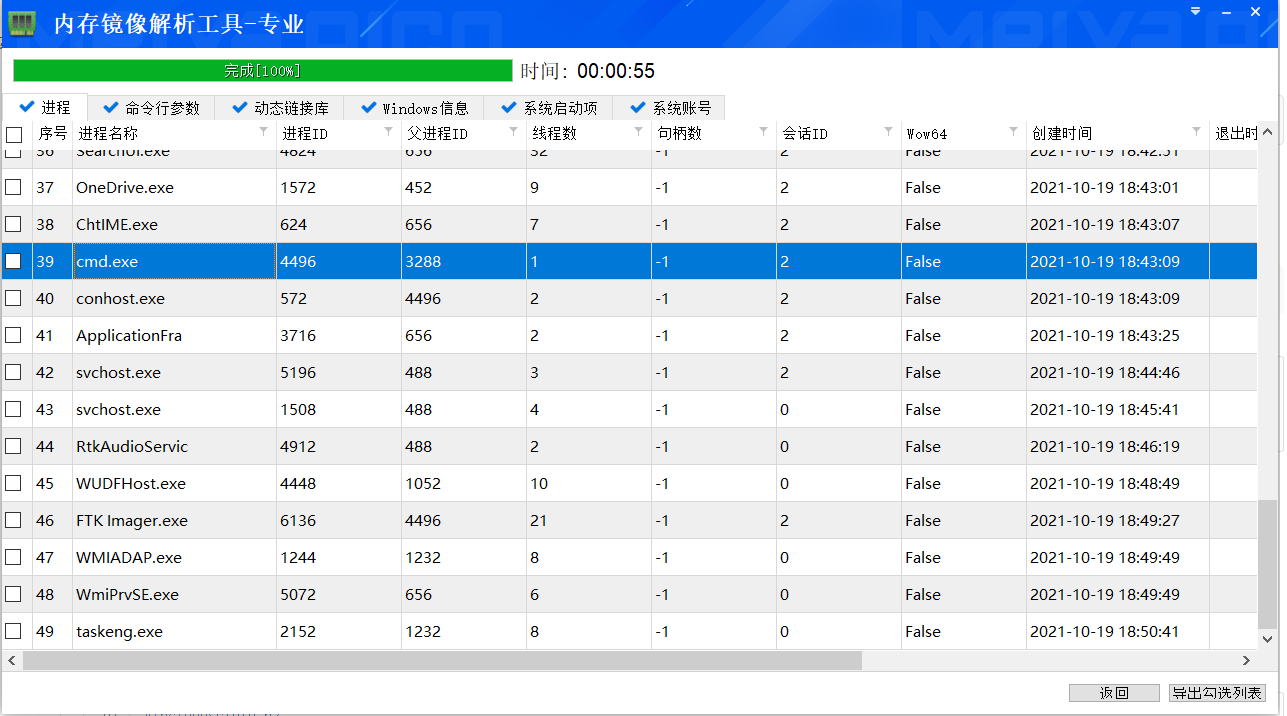 内存镜像解析工具-专业
完成[100%] 时间：00:00:55
进程 命令行参数 动态链接库 Windows信息 系统启动项 系统账号
序号 进程名称 进程ID 父进程ID 线程数 句柄数 会话ID Wow64 创建时间 退出时
36 SearchUI.exe 4824 656 32 -1 2 False 2021-10-19 18:42:51
37 OneDrive.exe 1572 452 9 -1 2 False 2021-10-19 18:43:01
38 ChtIME.exe 624 656 7 -1 2 False 2021-10-19 18:43:07
39 cmd.exe 4496 3288 1 -1 2 False 2021-10-19 18:43:09
40 conhost.exe 572 4496 2 -1 2 False 2021-10-19 18:43:09
41 ApplicationFra 3716 656 2 -1 2 False 2021-10-19 18:43:25
42 svchost.exe 5196 488 3 -1 2 False 2021-10-19 18:44:46
43 svchost.exe 1508 488 4 -1 0 False 2021-10-19 18:45:41
44 RtkAudioServic 4912 488 2 -1 0 False 2021-10-19 18:46:19
45 WUDFHost.exe 4448 1052 10 -1 0 False 2021-10-19 18:48:49
46 FTK Imager.exe 6136 4496 21 -1 2 False 2021-10-19 18:49:27
47 WMIADAP.exe 1244 1232 8 -1 0 False 2021-10-19 18:49:49
48 WmiPrvSE.exe 5072 656 6 -1 0 False 2021-10-19 18:49:49
49 taskeng.exe 2152 1232 8 -1 0 False 2021-10-19 18:50:41
返回 导出勾选列表